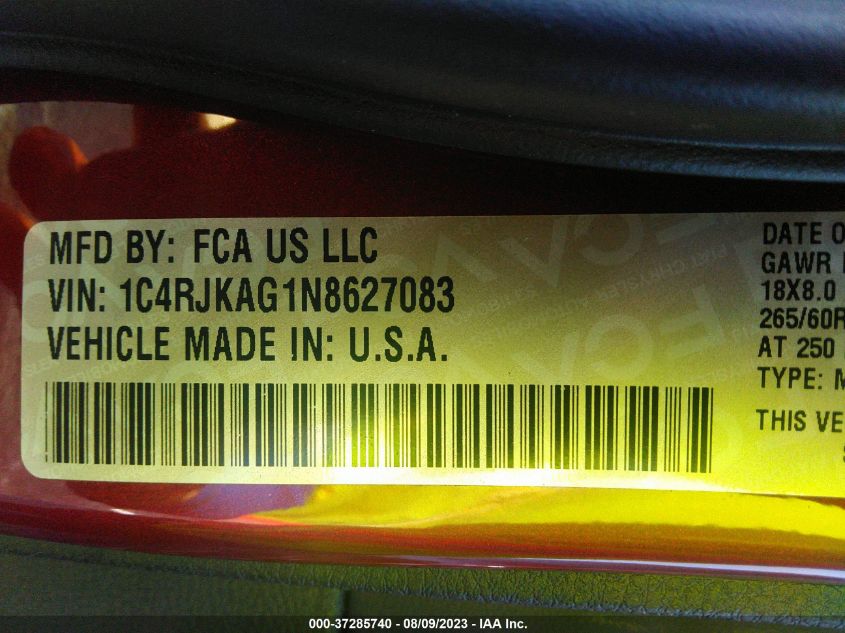 MFD BY: FCA US LLC
VIN: 1C4RJKAG1N8627083
VEHICLE MADE IN: U.S.A.
DATE O
GAWR
18X8.0
265/60R
AT 250
TYPE: M
THIS VE
000-37285740 - 08/09/2023 - IAA Inc.